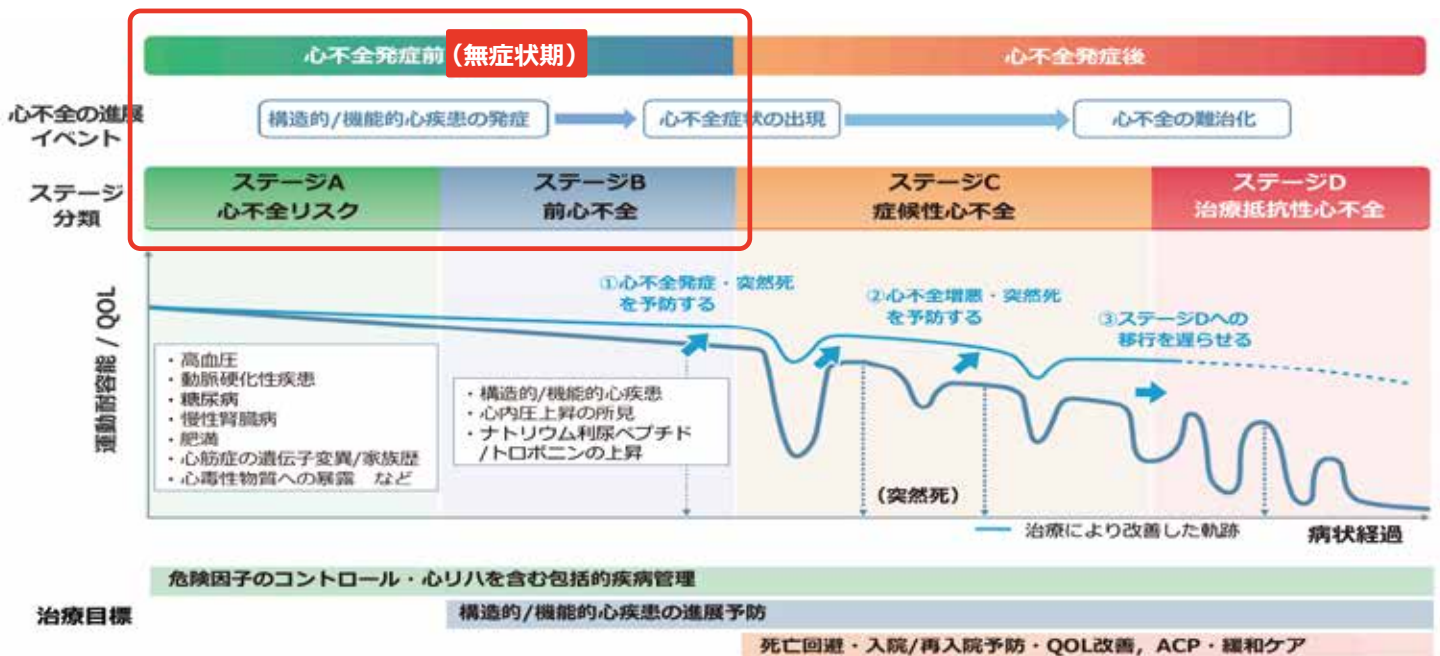 心不全発症前
（無症状期）
心不全発症後
心不全の進展
イベント
構造的/機能的心疾患の発症
心不全症状の出現
心不全の難治化
ステージ
分類
ステージA
心不全リスク
ステージB
前心不全
ステージC
症候性心不全
ステージD
治療抵抗性心不全
運動耐容能 / QOL
①心不全発症・突然死
を予防する
②心不全増悪・突然死
を予防する
③ステージDへの
移行を遅らせる
・高血圧
・動脈硬化性疾患
・糖尿病
・慢性腎臓病
・肥満
・心筋症の遺伝子変異/家族歴
・心毒性物質への暴露　など
・構造的/機能的心疾患
・心内圧上昇の所見
・ナトリウム利尿ペプチド
/トロポニンの上昇
（突然死）
治療により改善した軌跡
病状経過
治療目標
危険因子のコントロール・心リハを含む包括的疾病管理
構造的/機能的心疾患の進展予防
死亡回避・入院/再入院予防・QOL改善，ACP・緩和ケア